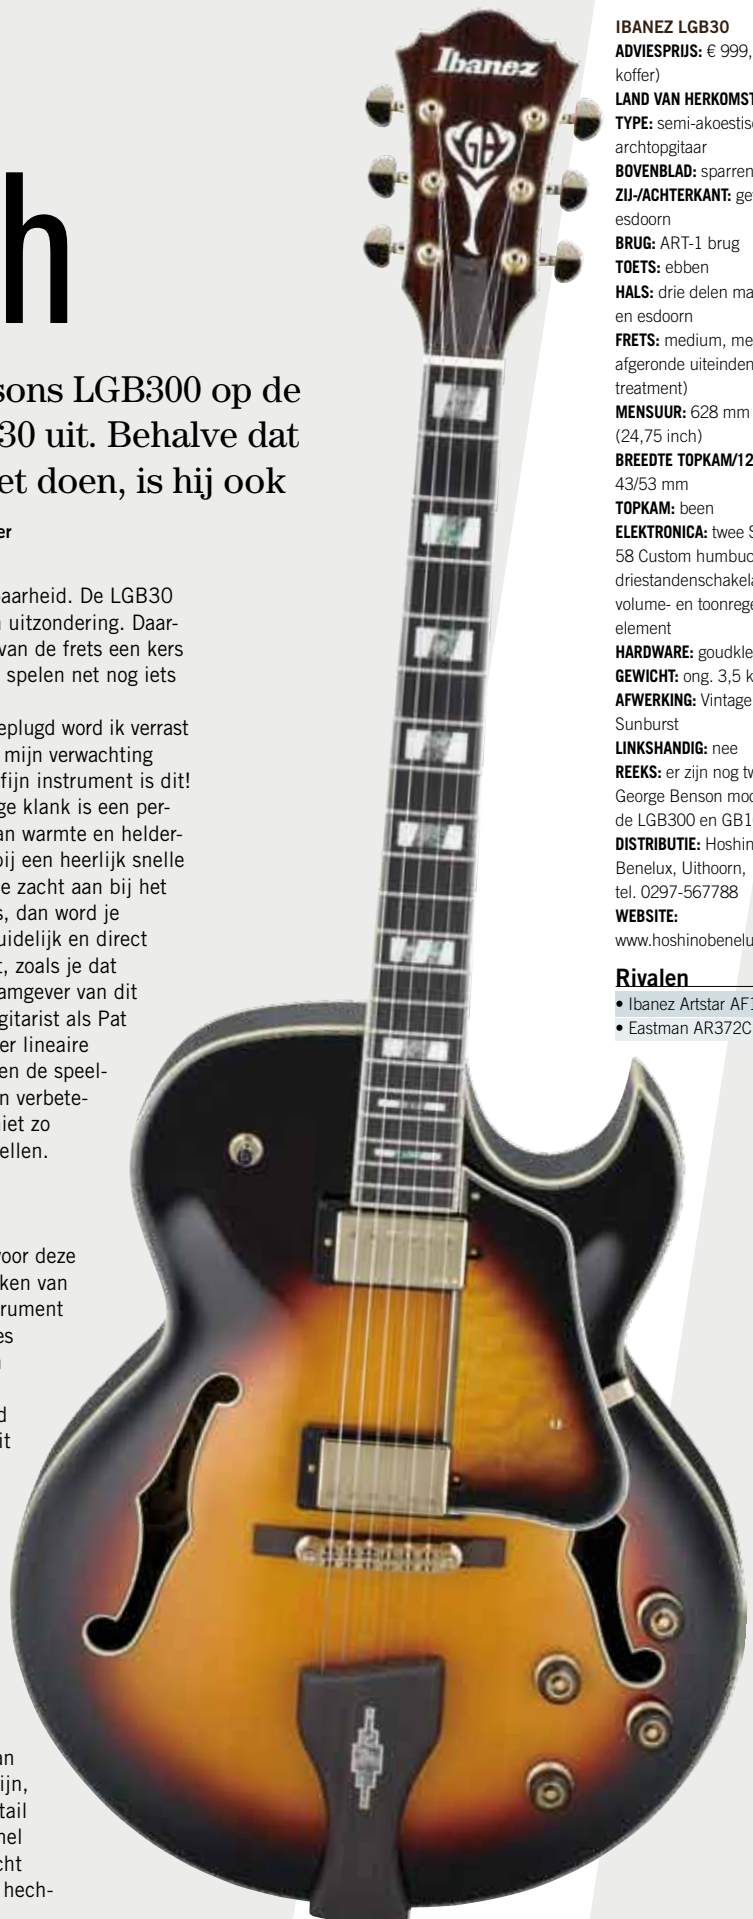 h
sons LGB300 op de
30 uit. Behalve dat
et doen, is hij ook
er
aarheid. De LGB30
n uitzondering. Daar-
van de frets een kers
spelen net nog iets
eplugd word ik verrast
mijn verwachting
fijn instrument is dit!
ge klank is een per-
an warmte en helder-
bij een heerlijk snelle
e zacht aan bij het
s, dan word je
uidelijk en direct
t, zoals je dat
amgever van dit
gitarist als Pat
er lineaire
en de speel-
n verbete-
niet zo
ellen.
voor deze
ken van
trument
es
n
d
it
an
ijn,
tail
nel
cht
hech-
Ibanez
GB
IBANEZ LGB30
ADVIESPRIJS: € 999,
koffer)
LAND VAN HERKOMST
TYPE: semi-akoestis
archtopgitaar
BOVENBLAD: sparren
ZIJ-/ACHTERKANT: ge
esdoorn
BRUG: ART-1 brug
TOETS: ebben
HALS: drie delen ma
en esdoorn
FRETS: medium, me
afgeronde uiteinden
treatment)
MENSUUR: 628 mm
(24,75 inch)
BREEDTE TOPKAM/12
43/53 mm
TOPKAM: been
ELEKTRONICA: twee S
58 Custom humbuc
driestandenschakela
volume- en toonrege
element
HARDWARE: goudkle
GEWICHT: ong. 3,5 k
AFWERKING: Vintage
Sunburst
LINKSHANDIG: nee
REEKS: er zijn nog tw
George Benson mod
de LGB300 en GB1
DISTRIBUTIE: Hoshin
Benelux, Uithoorn,
tel. 0297-567788
WEBSITE:
www.hoshinobenelu
Rivalen
• Ibanez Artstar AF1
• Eastman AR372C